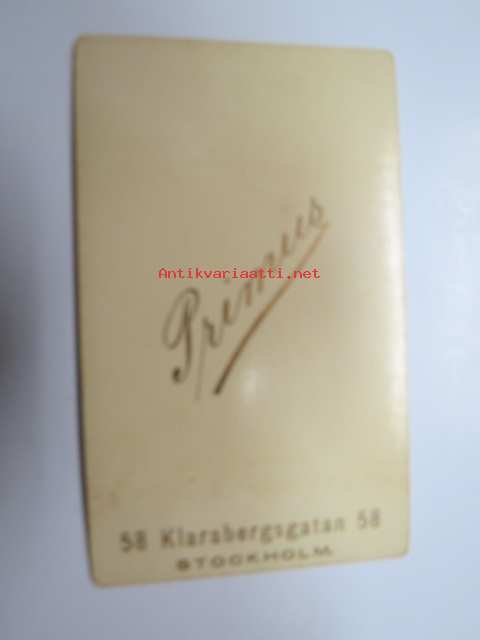 Primus
Antikvariaatti.net
58 Klarabergsgatan 58
STOCKHOLM.